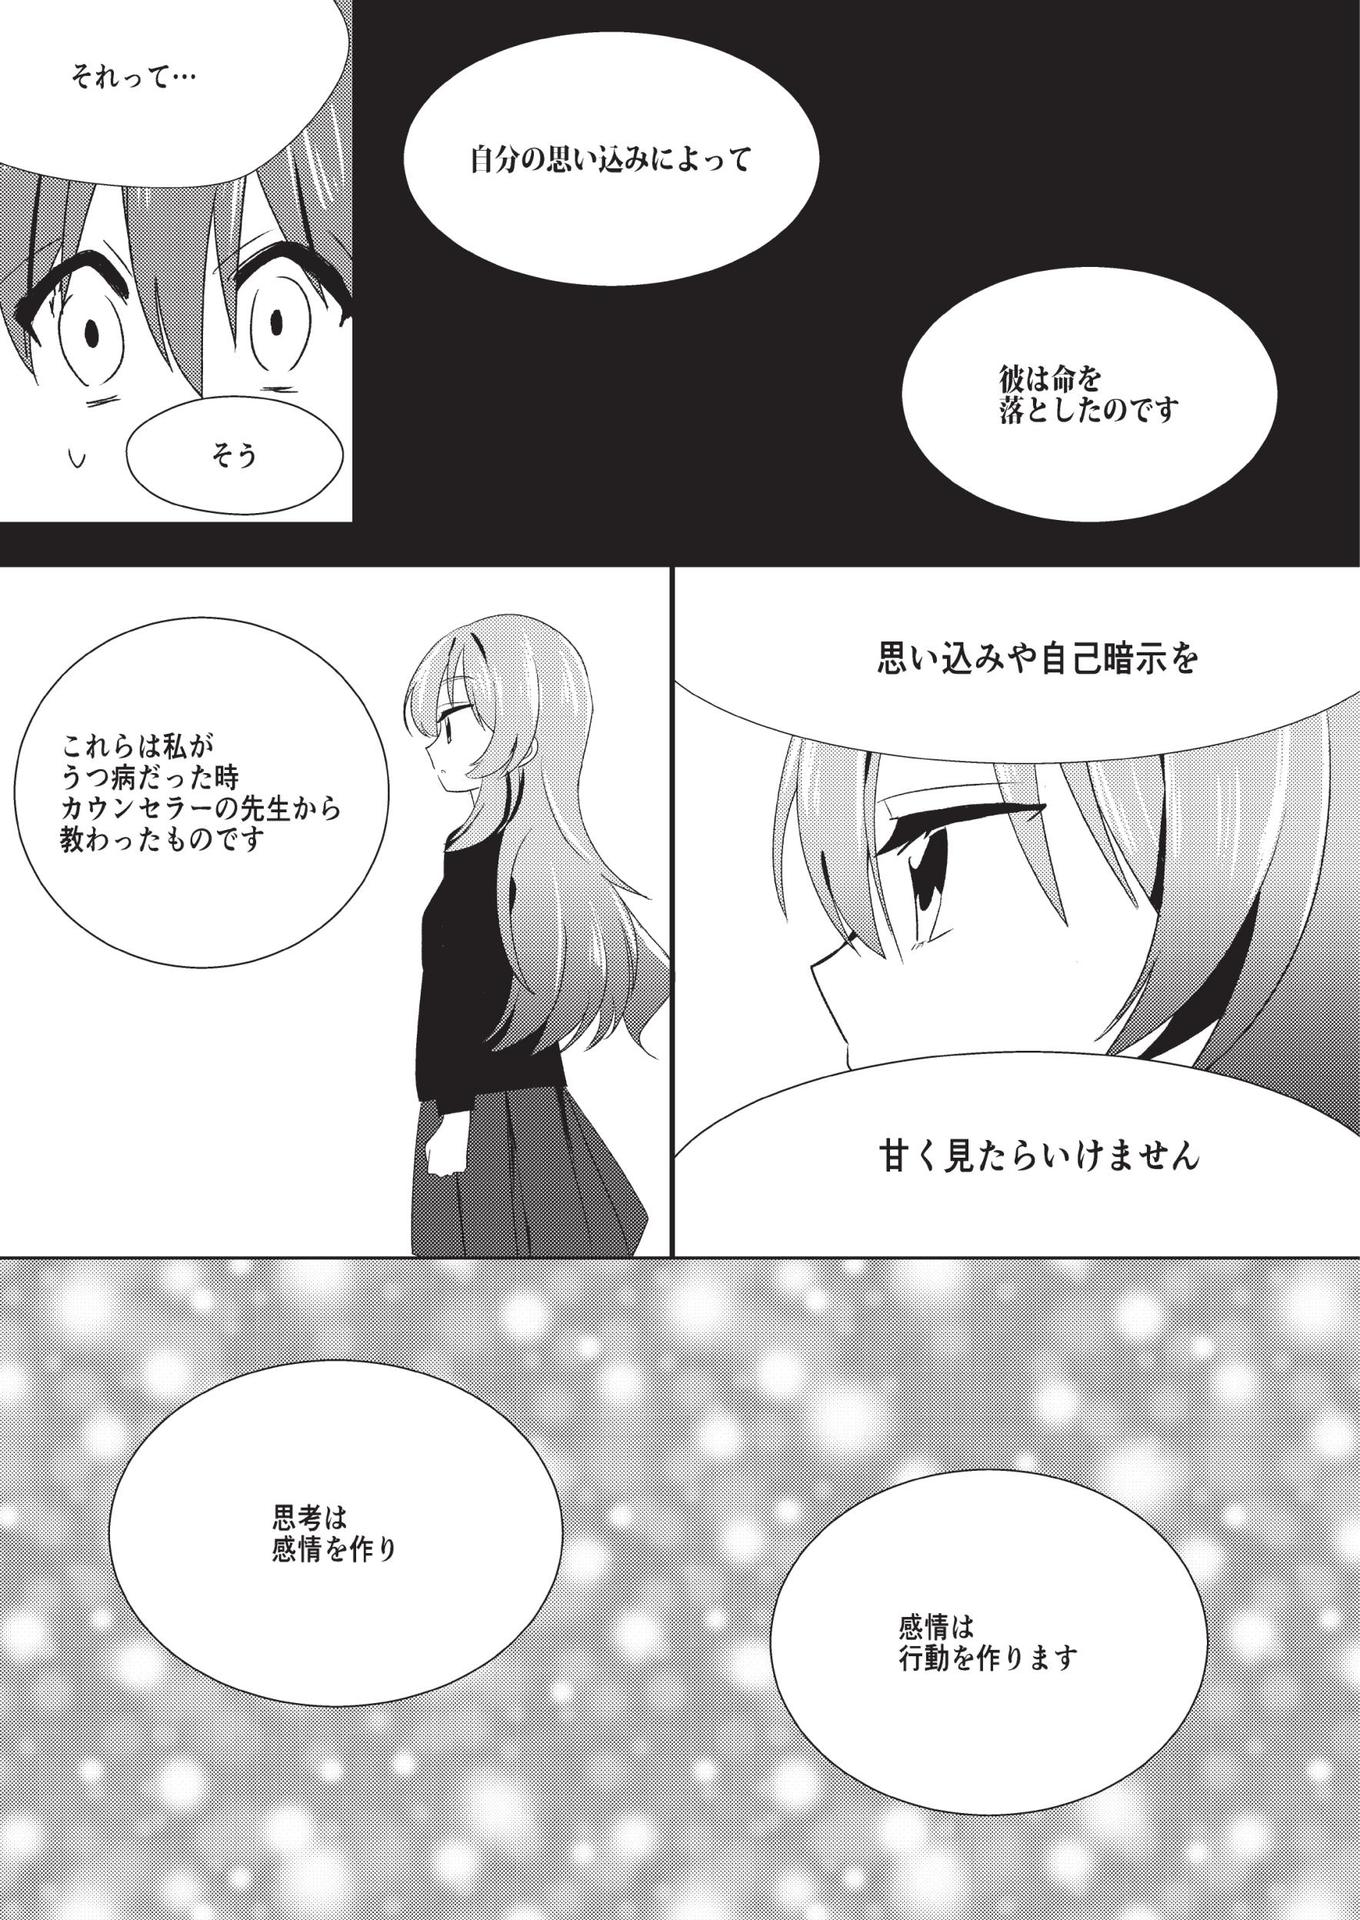 それって…
そう
自分の思い込みによって
彼は命を
落としたのです
これらは私が
うつ病だった時
カウンセラーの先生から
教わったものです
思い込みや自己暗示を
甘く見たらいけません
思考は
感情を作り
感情は
行動を作ります